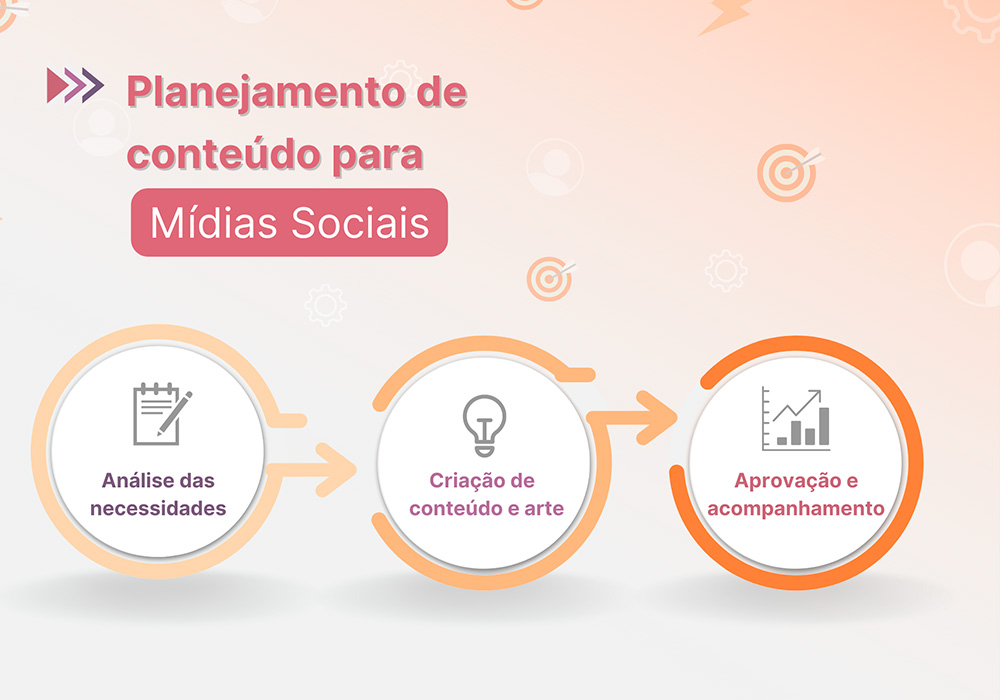 Planejamento de
conteúdo para
Mídias Sociais
Análise das
necessidades
Criação de
conteúdo e arte
Aprovação e
acompanhamento